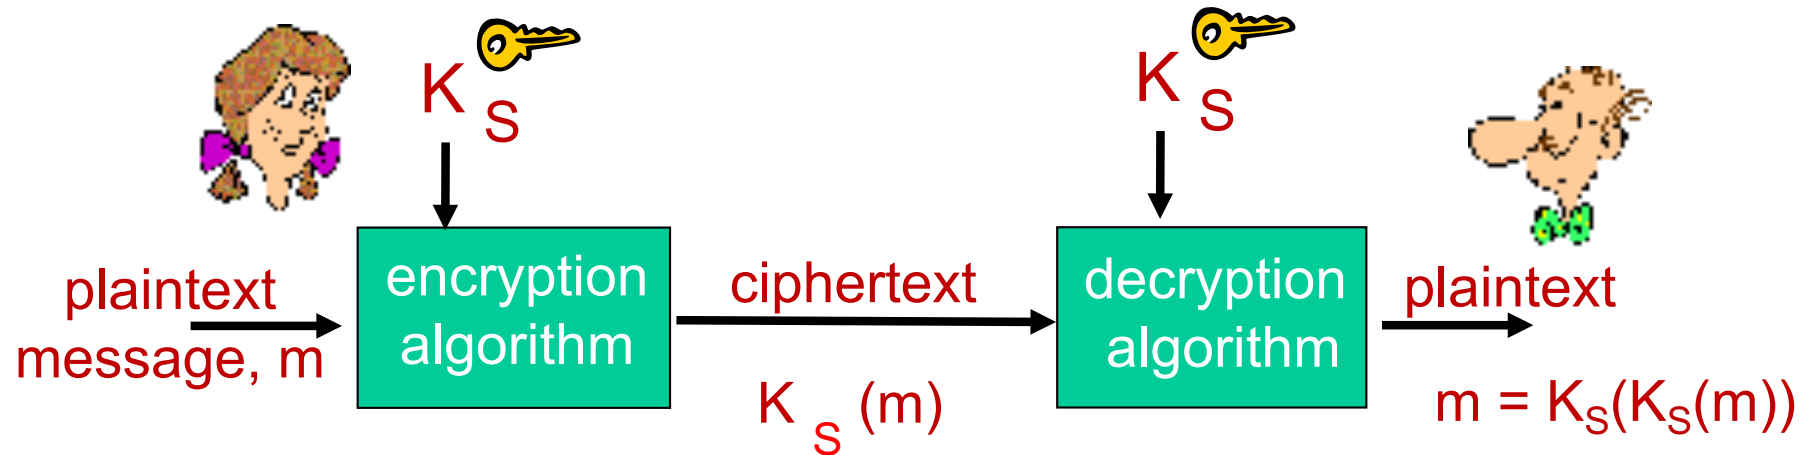 K S
K S
plaintext
message, m
encryption
algorithm
ciphertext
K S (m)
decryption
algorithm
plaintext
m = KS(KS(m))